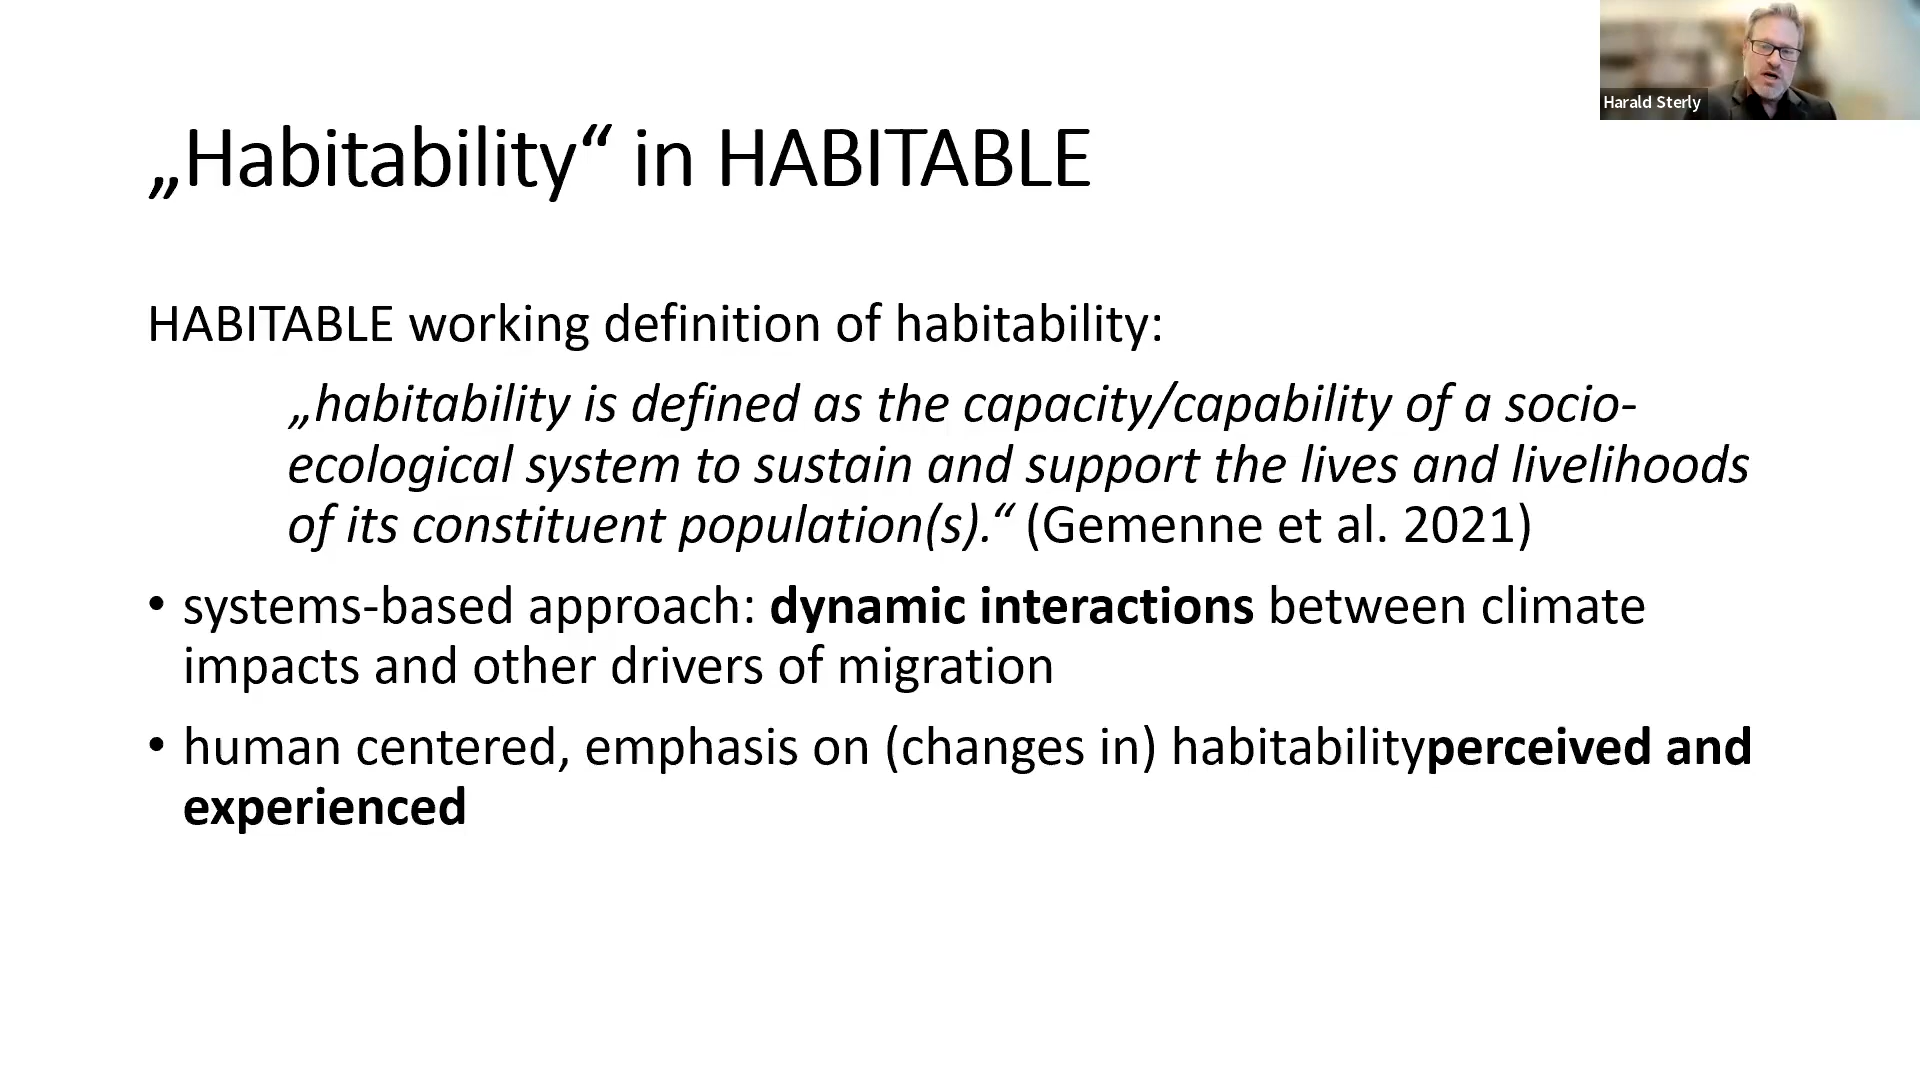 Harald Sterly
„Habitability“ in HABITABLE
HABITABLE working definition of habitability:
„habitability is defined as the capacity/capability of a socio-
ecological system to sustain and support the lives and livelihoods
of its constituent population(s).“ (Gemenne et al. 2021)
• systems-based approach: dynamic interactions between climate
impacts and other drivers of migration
• human centered, emphasis on (changes in) habitabilityperceived and
experienced